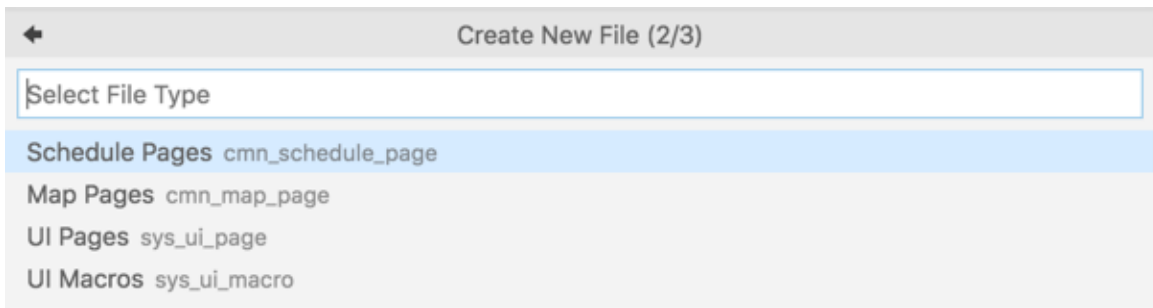 Create New File (2/3)
Select File Type
Schedule Pages cmn_schedule_page
Map Pages cmn_map_page
UI Pages sys_ui_page
UI Macros sys_ui_macro